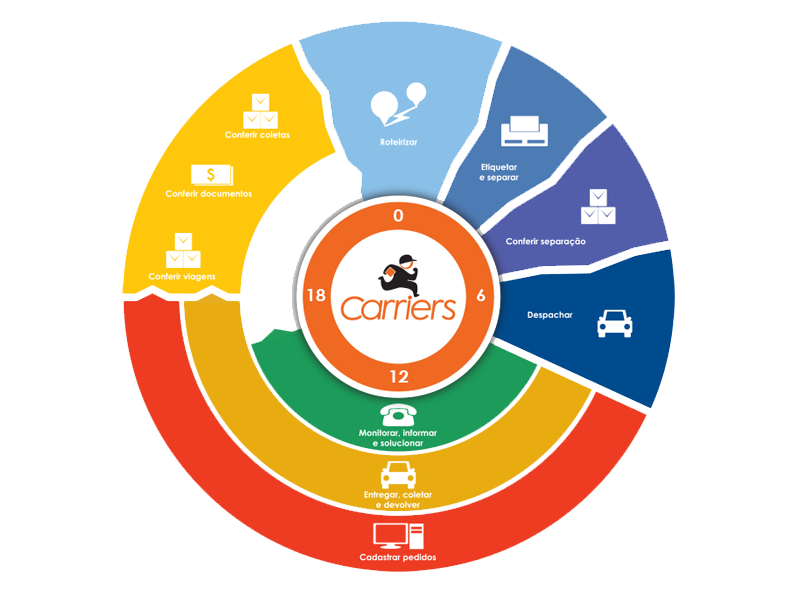 Roteirizar
Etiquetar
e separar
Conferir separação
Despachar
Conferir coletas
$
Conferir documentos
Conferir viagens
0
18
6
12
Carriers
Monitorar, informar
e solucionar
Entregar, coletar
e devolver
Cadastrar pedidos